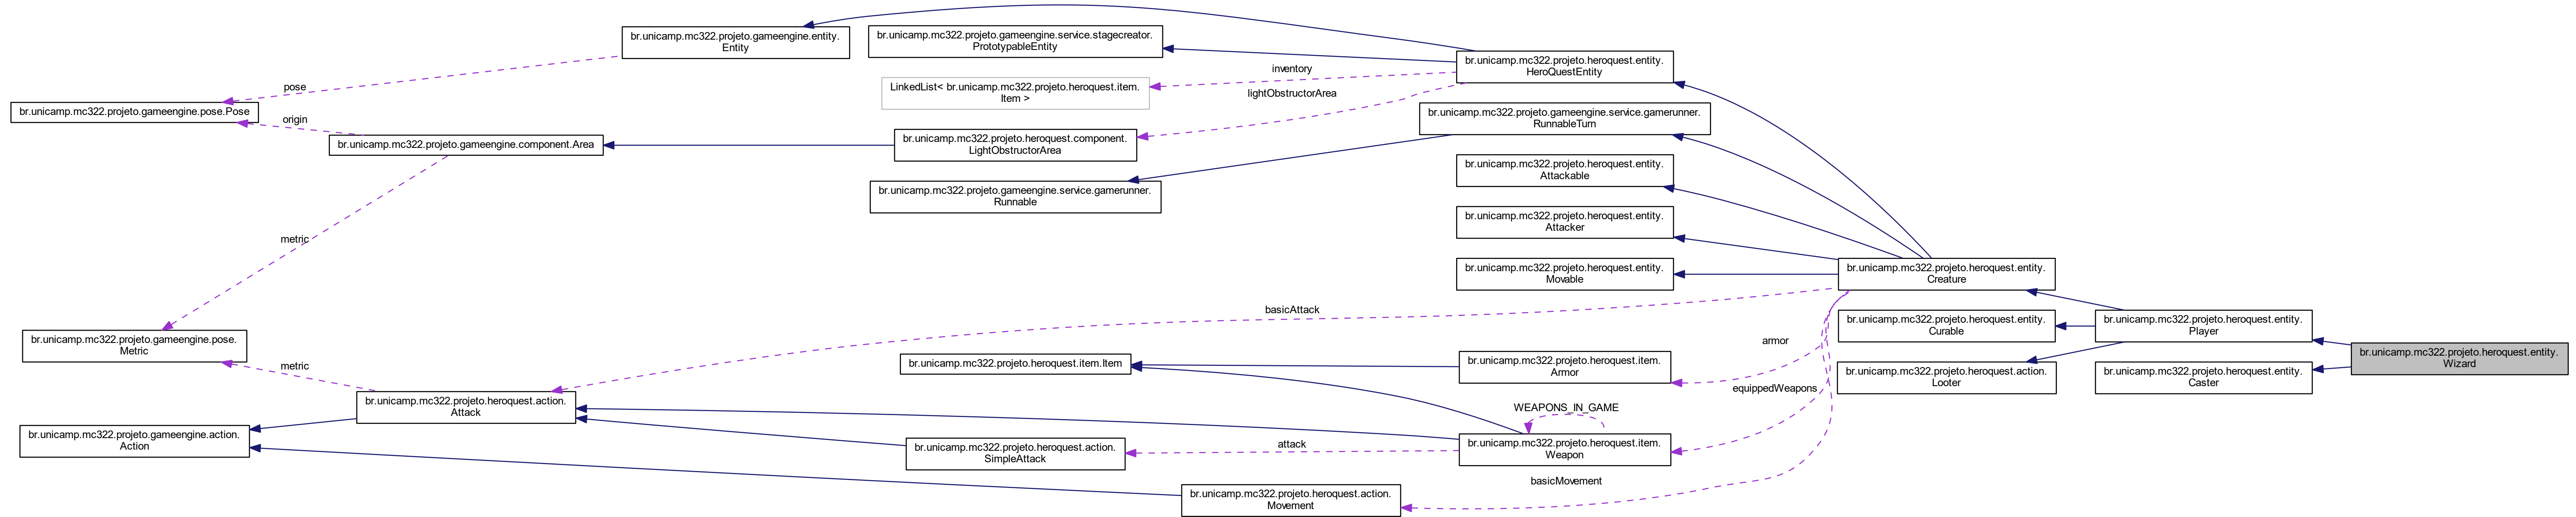 br.unicamp.mc322.projeto.gameengine.entity.
Entity
br.unicamp.mc322.projeto.gameengine.service.stagecreator.
PrototypableEntity
br.unicamp.mc322.projeto.heroquest.entity.
HeroQuestEntity
inventory
LinkedList< br.unicamp.mc322.projeto.heroquest.item.
Item >
lightObstructorArea
pose
br.unicamp.mc322.projeto.gameengine.pose.Pose
origin
br.unicamp.mc322.projeto.gameengine.component.Area
br.unicamp.mc322.projeto.heroquest.component.
LightObstructorArea
br.unicamp.mc322.projeto.gameengine.service.gamerunner.
RunnableTurn
br.unicamp.mc322.projeto.gameengine.service.gamerunner.
Runnable
br.unicamp.mc322.projeto.heroquest.entity.
Attackable
br.unicamp.mc322.projeto.heroquest.entity.
Attacker
metric
br.unicamp.mc322.projeto.heroquest.entity.
Movable
br.unicamp.mc322.projeto.heroquest.entity.
Creature
basicAttack
br.unicamp.mc322.projeto.heroquest.entity.
Curable
br.unicamp.mc322.projeto.heroquest.entity.
Player
br.unicamp.mc322.projeto.gameengine.pose.
Metric
armor
br.unicamp.mc322.projeto.heroquest.entity.
Wizard
metric
br.unicamp.mc322.projeto.heroquest.item.Item
br.unicamp.mc322.projeto.heroquest.item.
Armor
br.unicamp.mc322.projeto.heroquest.action.
Looter
br.unicamp.mc322.projeto.heroquest.entity.
Caster
equippedWeapons
br.unicamp.mc322.projeto.heroquest.action.
Attack
WEAPONS_IN_GAME
br.unicamp.mc322.projeto.gameengine.action.
Action
br.unicamp.mc322.projeto.heroquest.action.
SimpleAttack
attack
br.unicamp.mc322.projeto.heroquest.item.
Weapon
basicMovement
br.unicamp.mc322.projeto.heroquest.action.
Movement